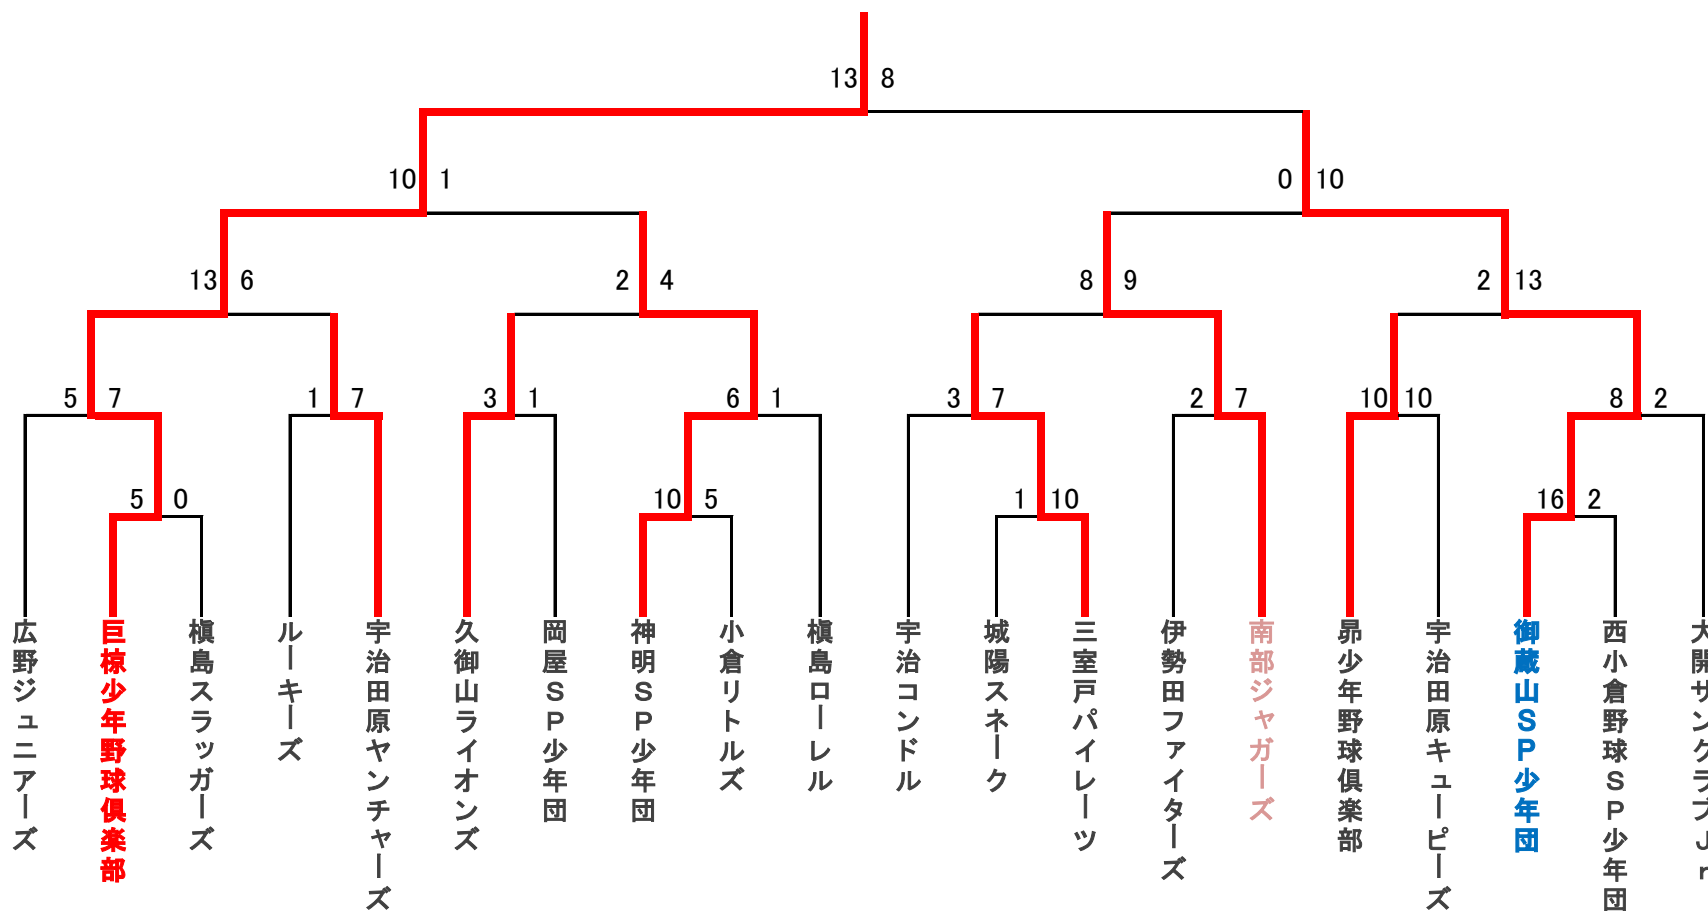 13 8
10 1
0 10
13 6
2 4
8 9
2 13
5 7
1 7
3 1
6 1
3 7
2 7
10 10
8 2
5 0
10 5
1 10
16 2
広野ジュニアーズ
巨椋少年野球倶楽部
槇島スラッガーズ
ルーキーズ
宇治田原ヤンチャーズ
久御山ライオンズ
岡屋ＳＰ少年団
神明ＳＰ少年団
小倉リトルズ
槇島ローレル
宇治コンドル
城陽スネーク
三室戸パイレーツ
伊勢田ファイターズ
南部ジャガーズ
昴少年野球倶楽部
宇治田原キューピーズ
御蔵山ＳＰ少年団
西小倉野球ＳＰ少年団
大開サンクラブＪｒ